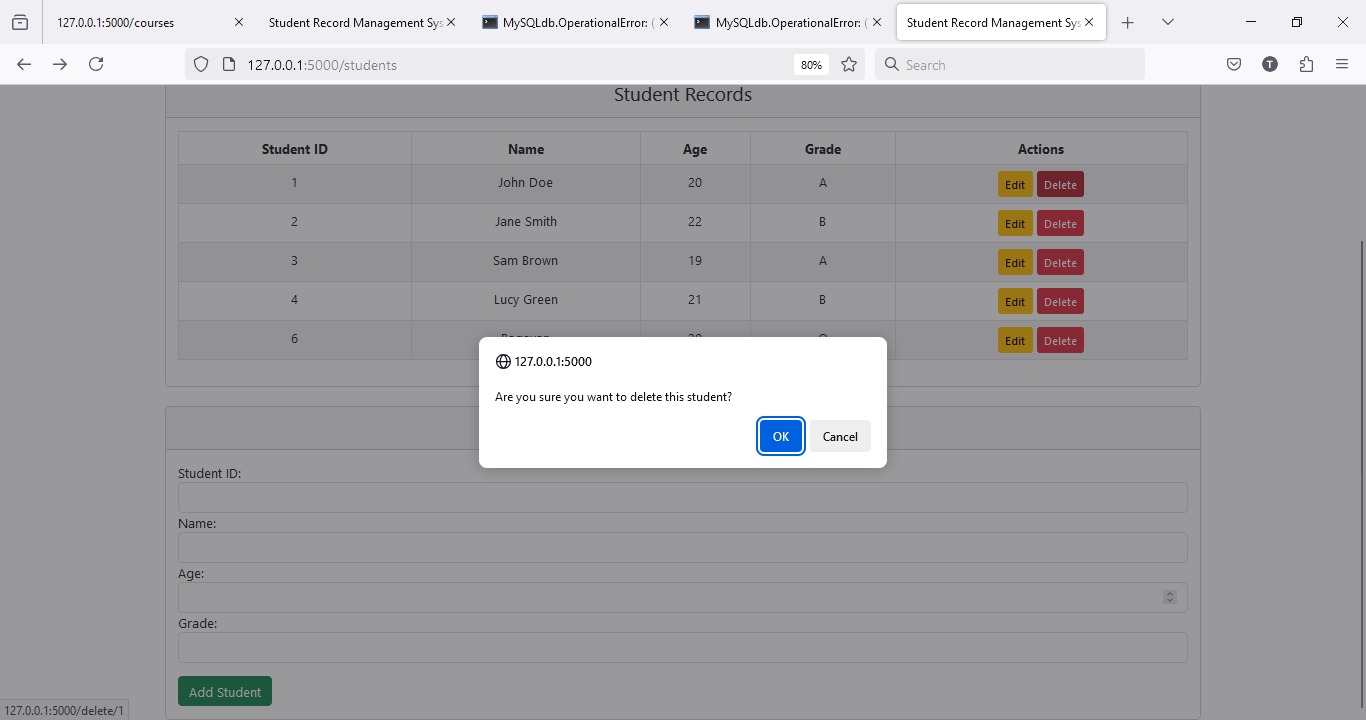 127.0.0.1:5000/courses
Student Record Management Sys
MySQLdb.OperationalError: (
MySQLdb.OperationalError: (
Student Record Management Sys
127.0.0.1:5000/students
80%
Search
T
Student Records
Student ID Name Age Grade Actions
1 John Doe 20 A Edit Delete
2 Jane Smith 22 B Edit Delete
3 Sam Brown 19 A Edit Delete
4 Lucy Green 21 B Edit Delete
6 Edit Delete
127.0.0.1:5000
Are you sure you want to delete this student?
OK Cancel
Student ID:
Name:
Age:
Grade:
Add Student
127.0.0.1:5000/delete/1